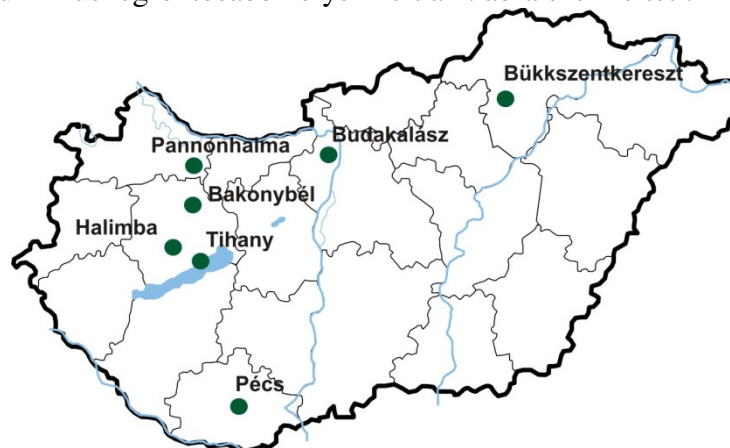 Bükkszentkereszt
Budakalász
Pannonhalma
Bakonybél
Halimba
Tihany
Pécs